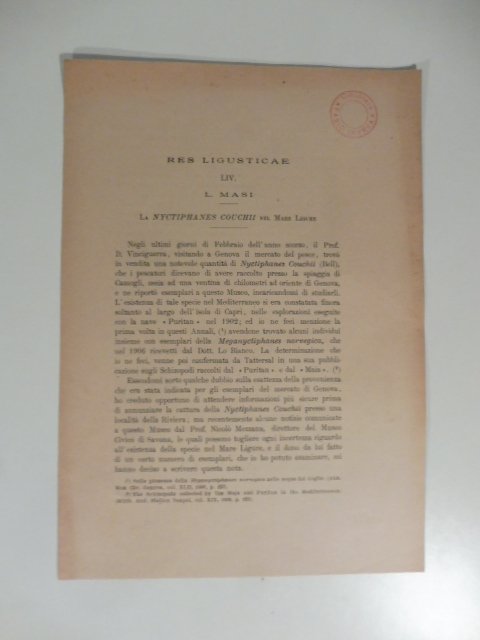 RES LIGUSTICAE
LIV.
L. MASI
LA NYCTIPHANES COUCHII NEL MARE LIGURE
Negli ultimi giorni di Febbraio dell'anno scorso, il Prof.
D. Vinciguerra, visitando a Genova il mercato del pesce, trovò
in vendita una notevole quantità di Nyctiphanes Couchii (Bell),
che i pescatori dicevano di avere raccolto presso la spiaggia di
Camogli, ossia ad una ventina di chilometri ad oriente di Genova,
e ne riportò esemplari a questo Museo, incaricandomi di studiarli.
L'esistenza di tale specie nel Mediterraneo si era constatata finora
soltanto al largo dell'isola di Capri, nelle esplorazioni eseguite
con la nave « Puritan » nel 1902; ed io ne feci menzione la
prima volta in questi Annali, (¹) avendone trovato alcuni individui
insieme con esemplari della Meganyctiphanes norvegica, che
nel 1906 ricevetti dal Dott. Lo Bianco. La determinazione che
io ne feci, venne poi confermata da Tattersal in una sua pubbli-
cazione sugli Schizopodi raccolti dal « Puritan » e dal « Maia ». (²)
Essendomi sorto qualche dubbio sulla esattezza della provenienza
che era stata indicata per gli esemplari del mercato di Genova,
ho creduto opportuno di attendere informazioni più sicure prima
di annunziare la cattura della Nyctiphanes Couchii presso una
località della Riviera; ma recentemente alcune notizie comunicate
a questo Museo dal Prof. Nicolò Mezzana, direttore del Museo
Civico di Savona, le quali possono togliere ogni incertezza riguardo
all'esistenza della specie nel Mare Ligure, e il dono da lui fatto
di un certo numero di esemplari, che io ho potuto esaminare, mi
hanno deciso a scrivere questa nota.